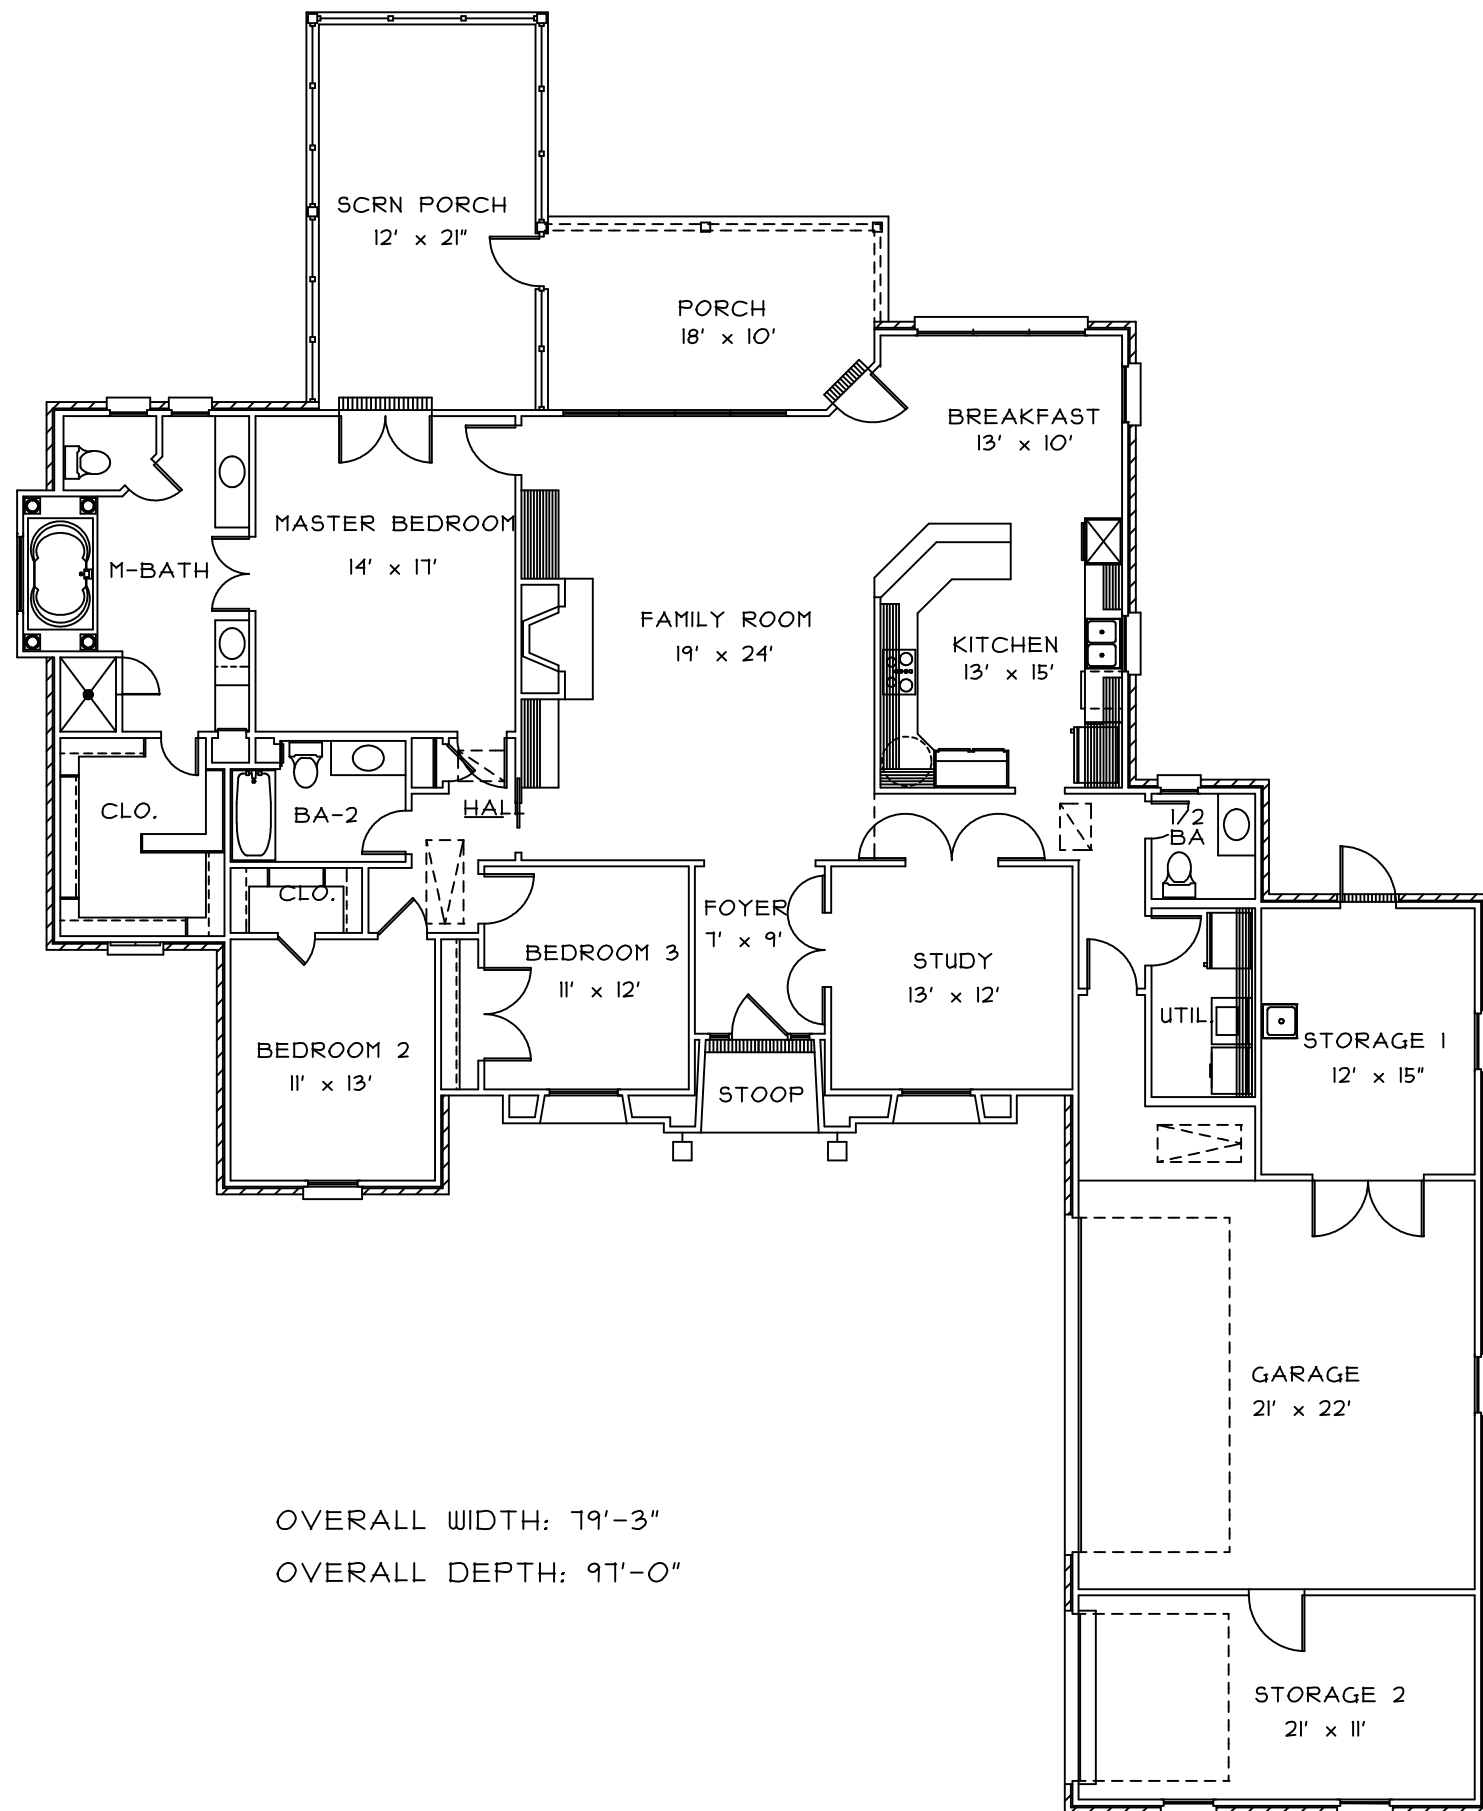 SCRN PORCH
12' x 21"
PORCH
18' x 10'
BREAKFAST
13' x 10'
MASTER BEDROOM
14' x 17'
M-BATH
FAMILY ROOM
19' x 24'
KITCHEN
13' x 15'
CLO.
BA-2
HALL
1/2
BA
CLO.
FOYER
7' x 9'
BEDROOM 3
11' x 12'
STUDY
13' x 12'
UTIL.
BEDROOM 2
11' x 13'
STOOP
STORAGE 1
12' x 15"
GARAGE
21' x 22'
OVERALL WIDTH: 79'-3"
OVERALL DEPTH: 97'-0"
STORAGE 2
21' x 11'